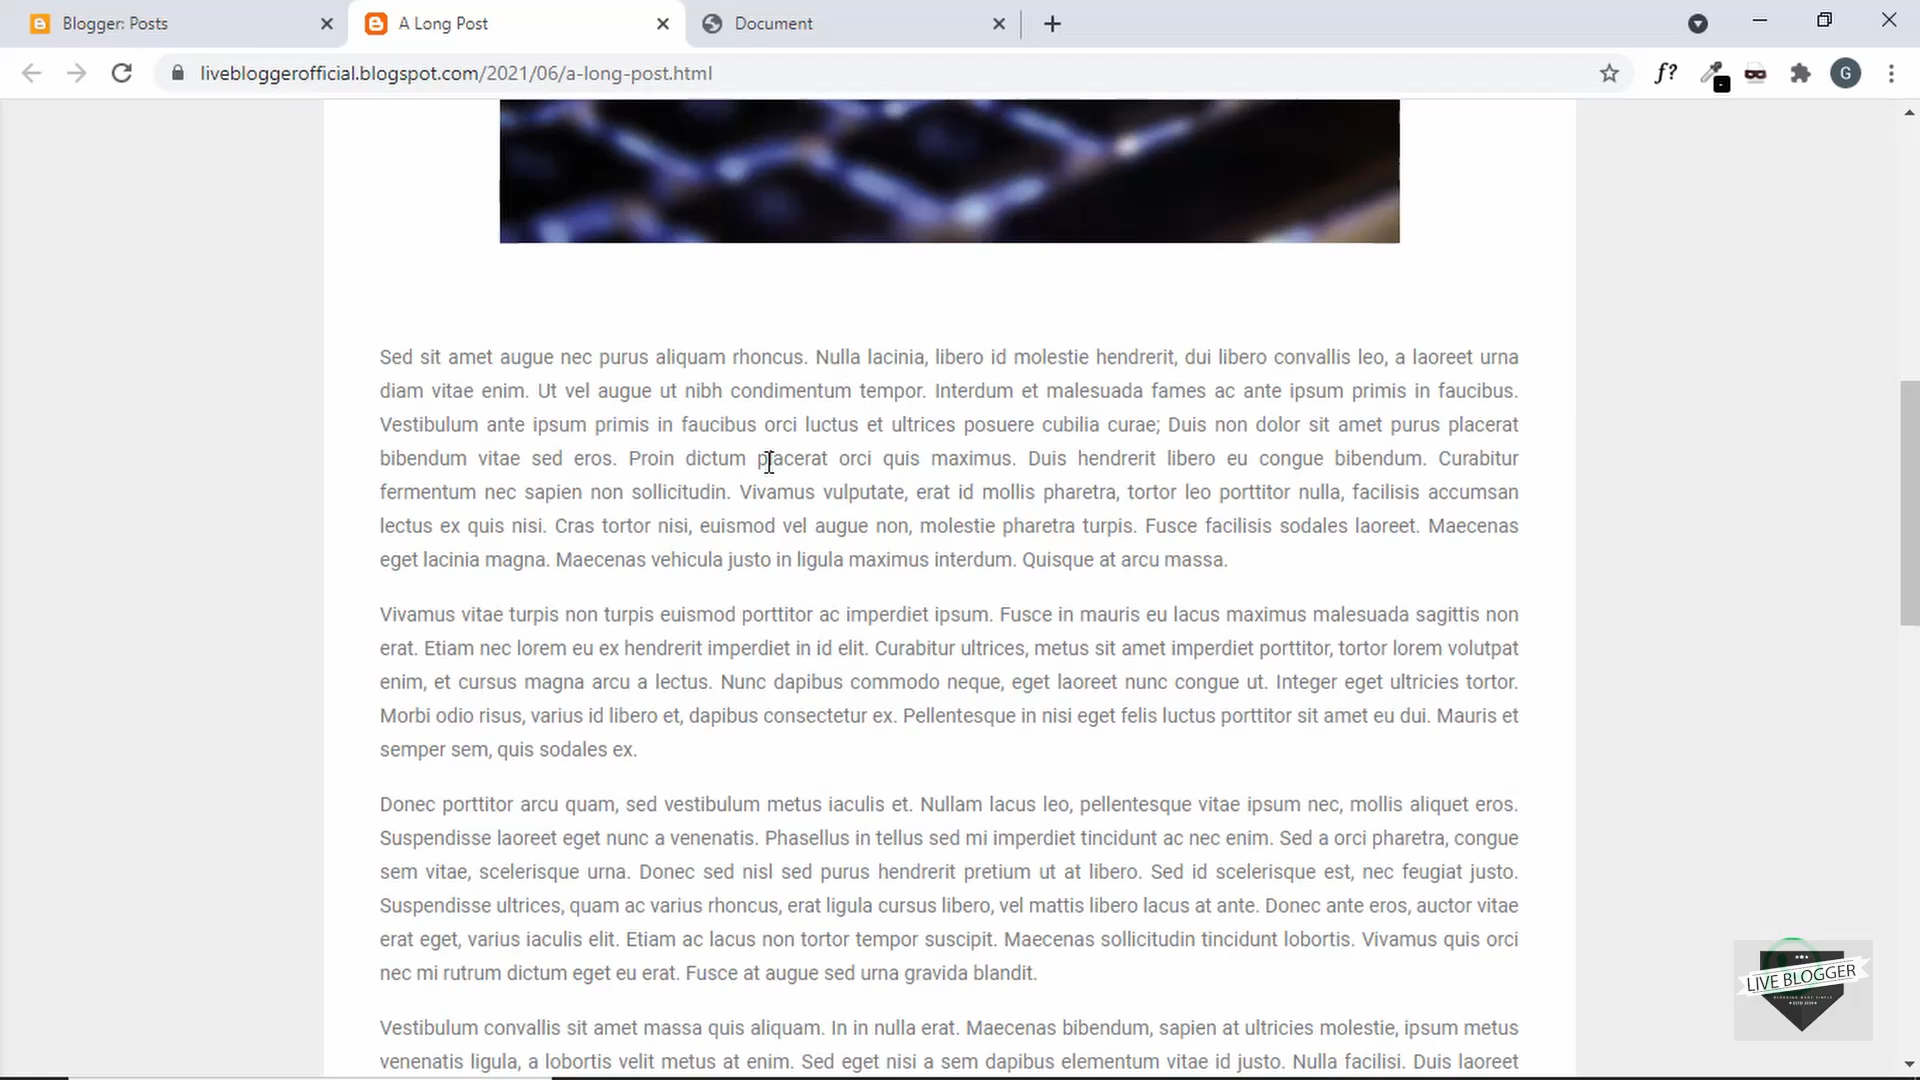 Blogger: Posts
A Long Post
Document
livebloggerofficial.blogspot.com/2021/06/a-long-post.html
f?
G
Sed sit amet augue nec purus aliquam rhoncus. Nulla lacinia, libero id molestie hendrerit, dui libero convallis leo, a laoreet urna
diam vitae enim. Ut vel augue ut nibh condimentum tempor. Interdum et malesuada fames ac ante ipsum primis in faucibus.
Vestibulum ante ipsum primis in faucibus orci luctus et ultrices posuere cubilia curae; Duis non dolor sit amet purus placerat
bibendum vitae sed eros. Proin dictum placerat orci quis maximus. Duis hendrerit libero eu congue bibendum. Curabitur
fermentum nec sapien non sollicitudin. Vivamus vulputate, erat id mollis pharetra, tortor leo porttitor nulla, facilisis accumsan
lectus ex quis nisi. Cras tortor nisi, euismod vel augue non, molestie pharetra turpis. Fusce facilisis sodales laoreet. Maecenas
eget lacinia magna. Maecenas vehicula justo in ligula maximus interdum. Quisque at arcu massa.
Vivamus vitae turpis non turpis euismod porttitor ac imperdiet ipsum. Fusce in mauris eu lacus maximus malesuada sagittis non
erat. Etiam nec lorem eu ex hendrerit imperdiet in id elit. Curabitur ultrices, metus sit amet imperdiet porttitor, tortor lorem volutpat
enim, et cursus magna arcu a lectus. Nunc dapibus commodo neque, eget laoreet nunc congue ut. Integer eget ultricies tortor.
Morbi odio risus, varius id libero et, dapibus consectetur ex. Pellentesque in nisi eget felis luctus porttitor sit amet eu dui. Mauris et
semper sem, quis sodales ex.
Donec porttitor arcu quam, sed vestibulum metus iaculis et. Nullam lacus leo, pellentesque vitae ipsum nec, mollis aliquet eros.
Suspendisse laoreet eget nunc a venenatis. Phasellus in tellus sed mi imperdiet tincidunt ac nec enim. Sed a orci pharetra, congue
sem vitae, scelerisque urna. Donec sed nisl sed purus hendrerit pretium ut at libero. Sed id scelerisque est, nec feugiat justo.
Suspendisse ultrices, quam ac varius rhoncus, erat ligula cursus libero, vel mattis libero lacus at ante. Donec ante eros, auctor vitae
erat eget, varius iaculis elit. Etiam ac lacus non tortor tempor suscipit. Maecenas sollicitudin tincidunt lobortis. Vivamus quis orci
nec mi rutrum dictum eget eu erat. Fusce at augue sed urna gravida blandit.
LIVE BLOGGER
Vestibulum convallis sit amet massa quis aliquam. In in nulla erat. Maecenas bibendum, sapien at ultricies molestie, ipsum metus
venenatis ligula, a lobortis velit metus at enim. Sed eget nisi a sem dapibus elementum vitae id justo. Nulla facilisi. Duis laoreet